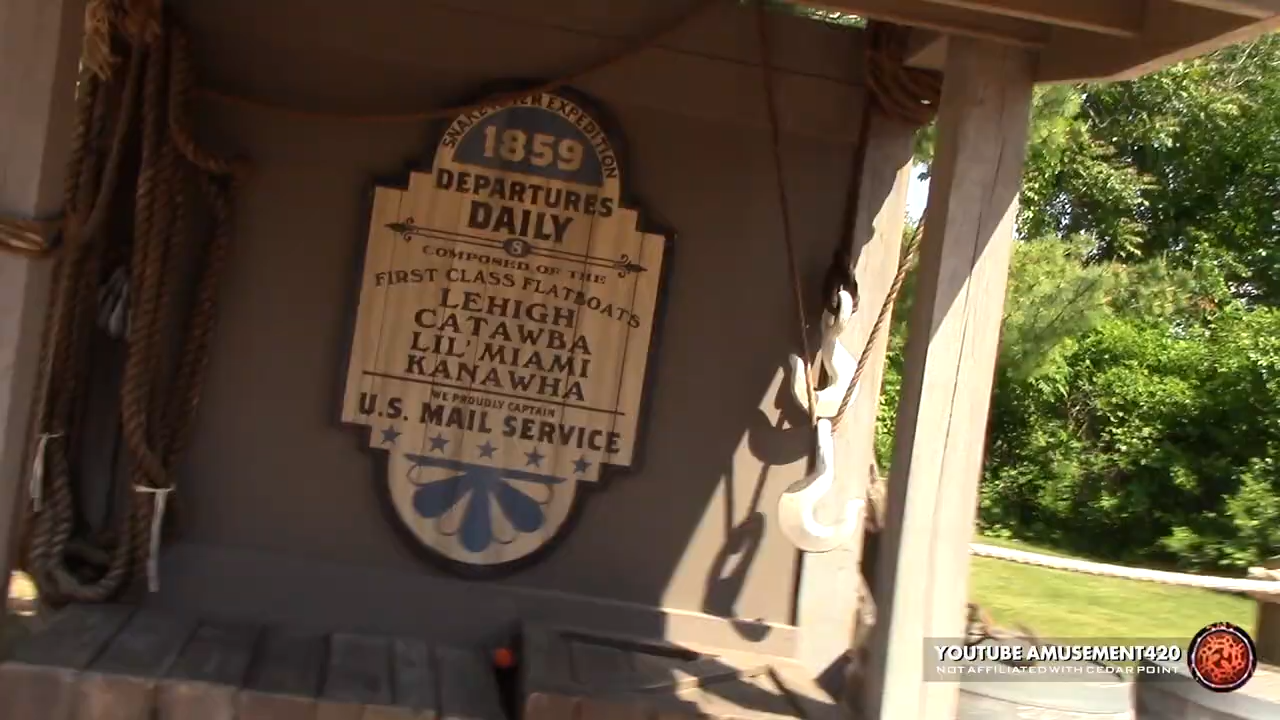 SNAKE RIVER EXPEDITION
1859
DEPARTURES
DAILY
8
COMPOSED OF THE
FIRST CLASS FLATBOATS
LEHIGH
CATAWBA
LIL' MIAMI
KANAWHA
WE PROUDLY CAPTAIN
U.S. MAIL SERVICE
YOUTUBE AMUSEMENT420
NOT AFFILIATED WITH CEDAR POINT